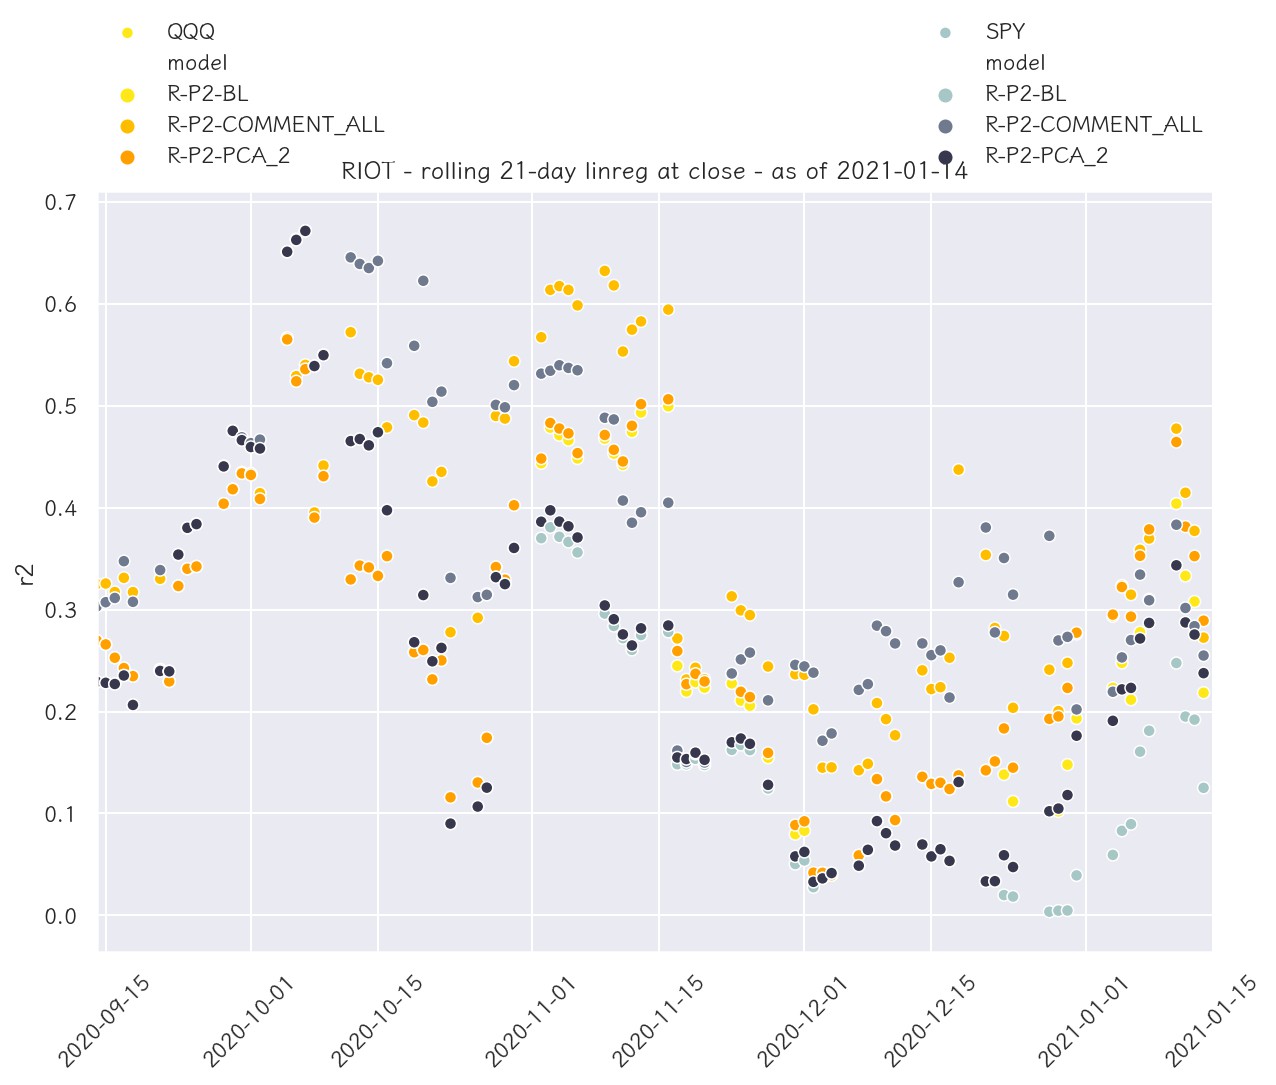 QQQ
model
R-P2-BL
R-P2-COMMENT_ALL
R-P2-PCA_2
SPY
model
R-P2-BL
R-P2-COMMENT_ALL
R-P2-PCA_2
RIOT - rolling 21-day linreg at close - as of 2021-01-14
0.7
0.6
0.5
0.4
0.3
0.2
0.1
0.0
r2
2020-09-15
2020-10-01
2020-10-15
2020-11-01
2020-11-15
2020-12-01
2020-12-15
2021-01-01
2021-01-15